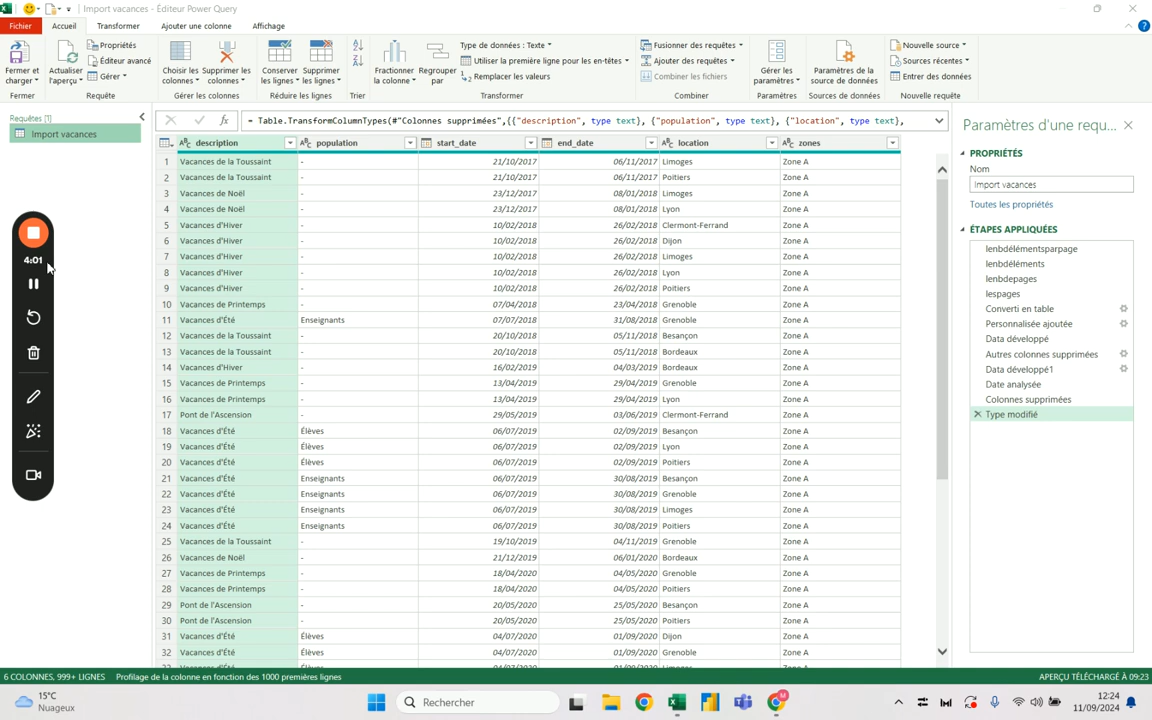 Import vacances - Éditeur Power Query
Fichier Accueil Transformer Ajouter une colonne Affichage
Fermer et charger
Fermer
Actualiser l'aperçu
Propriétés
Éditeur avancé
Gérer
Requête
Choisir les colonnes
Supprimer les colonnes
Gérer les colonnes
Conserver les lignes
Supprimer les lignes
Réduire les lignes
Trier
Fractionner la colonne
Regrouper par
Type de données : Texte
Utiliser la première ligne pour les en-têtes
Remplacer les valeurs
Transformer
Fusionner des requêtes
Ajouter des requêtes
Combiner les fichiers
Combiner
Gérer les paramètres
Paramètres
Paramètres de la source de données
Sources de données
Nouvelle source
Sources récentes
Entrer des données
Nouvelle requête
Requêtes [1]
Import vacances
= Table.TransformColumnTypes(#"Colonnes supprimées",{{"description", type text}, {"population", type text}, {"location", type text},
description population start_date end_date location zones
1 Vacances de la Toussaint - 21/10/2017 06/11/2017 Limoges Zone A
2 Vacances de la Toussaint - 21/10/2017 06/11/2017 Poitiers Zone A
3 Vacances de Noël - 23/12/2017 08/01/2018 Limoges Zone A
4 Vacances de Noël - 23/12/2017 08/01/2018 Lyon Zone A
5 Vacances d'Hiver - 10/02/2018 26/02/2018 Clermont-Ferrand Zone A
6 Vacances d'Hiver - 10/02/2018 26/02/2018 Dijon Zone A
7 Vacances d'Hiver - 10/02/2018 26/02/2018 Limoges Zone A
8 Vacances d'Hiver - 10/02/2018 26/02/2018 Lyon Zone A
9 Vacances d'Hiver - 10/02/2018 26/02/2018 Poitiers Zone A
10 Vacances de Printemps - 07/04/2018 23/04/2018 Grenoble Zone A
11 Vacances d'Été Enseignants 07/07/2018 31/08/2018 Grenoble Zone A
12 Vacances de la Toussaint - 20/10/2018 05/11/2018 Besançon Zone A
13 Vacances de la Toussaint - 20/10/2018 05/11/2018 Bordeaux Zone A
14 Vacances d'Hiver - 16/02/2019 04/03/2019 Bordeaux Zone A
15 Vacances de Printemps - 13/04/2019 29/04/2019 Grenoble Zone A
16 Vacances de Printemps - 13/04/2019 29/04/2019 Lyon Zone A
17 Pont de l'Ascension - 29/05/2019 03/06/2019 Clermont-Ferrand Zone A
18 Vacances d'Été Élèves 06/07/2019 02/09/2019 Besançon Zone A
19 Vacances d'Été Élèves 06/07/2019 02/09/2019 Lyon Zone A
20 Vacances d'Été Élèves 06/07/2019 02/09/2019 Poitiers Zone A
21 Vacances d'Été Enseignants 06/07/2019 30/08/2019 Besançon Zone A
22 Vacances d'Été Enseignants 06/07/2019 30/08/2019 Grenoble Zone A
23 Vacances d'Été Enseignants 06/07/2019 30/08/2019 Limoges Zone A
24 Vacances d'Été Enseignants 06/07/2019 30/08/2019 Poitiers Zone A
25 Vacances de la Toussaint - 19/10/2019 04/11/2019 Grenoble Zone A
26 Vacances de Noël - 21/12/2019 06/01/2020 Bordeaux Zone A
27 Vacances de Printemps - 18/04/2020 04/05/2020 Grenoble Zone A
28 Vacances de Printemps - 18/04/2020 04/05/2020 Poitiers Zone A
29 Pont de l'Ascension - 20/05/2020 25/05/2020 Besançon Zone A
30 Pont de l'Ascension - 20/05/2020 25/05/2020 Poitiers Zone A
31 Vacances d'Été Élèves 04/07/2020 01/09/2020 Dijon Zone A
32 Vacances d'Été Élèves 04/07/2020 01/09/2020 Grenoble Zone A
4:01
Paramètres d'une requ...
PROPRIÉTÉS
Nom
Import vacances
Toutes les propriétés
ÉTAPES APPLIQUÉES
lenbdélémentsparpage
lenbdéléments
lenbdepages
lespages
Converti en table
Personnalisée ajoutée
Data développé
Autres colonnes supprimées
Data développé1
Date analysée
Colonnes supprimées
Type modifié
6 COLONNES, 999+ LIGNES Profilage de la colonne en fonction des 1000 premières lignes APERÇU TÉLÉCHARGÉ À 09:23
15°C
Nuageux
Rechercher
12:24
11/09/2024